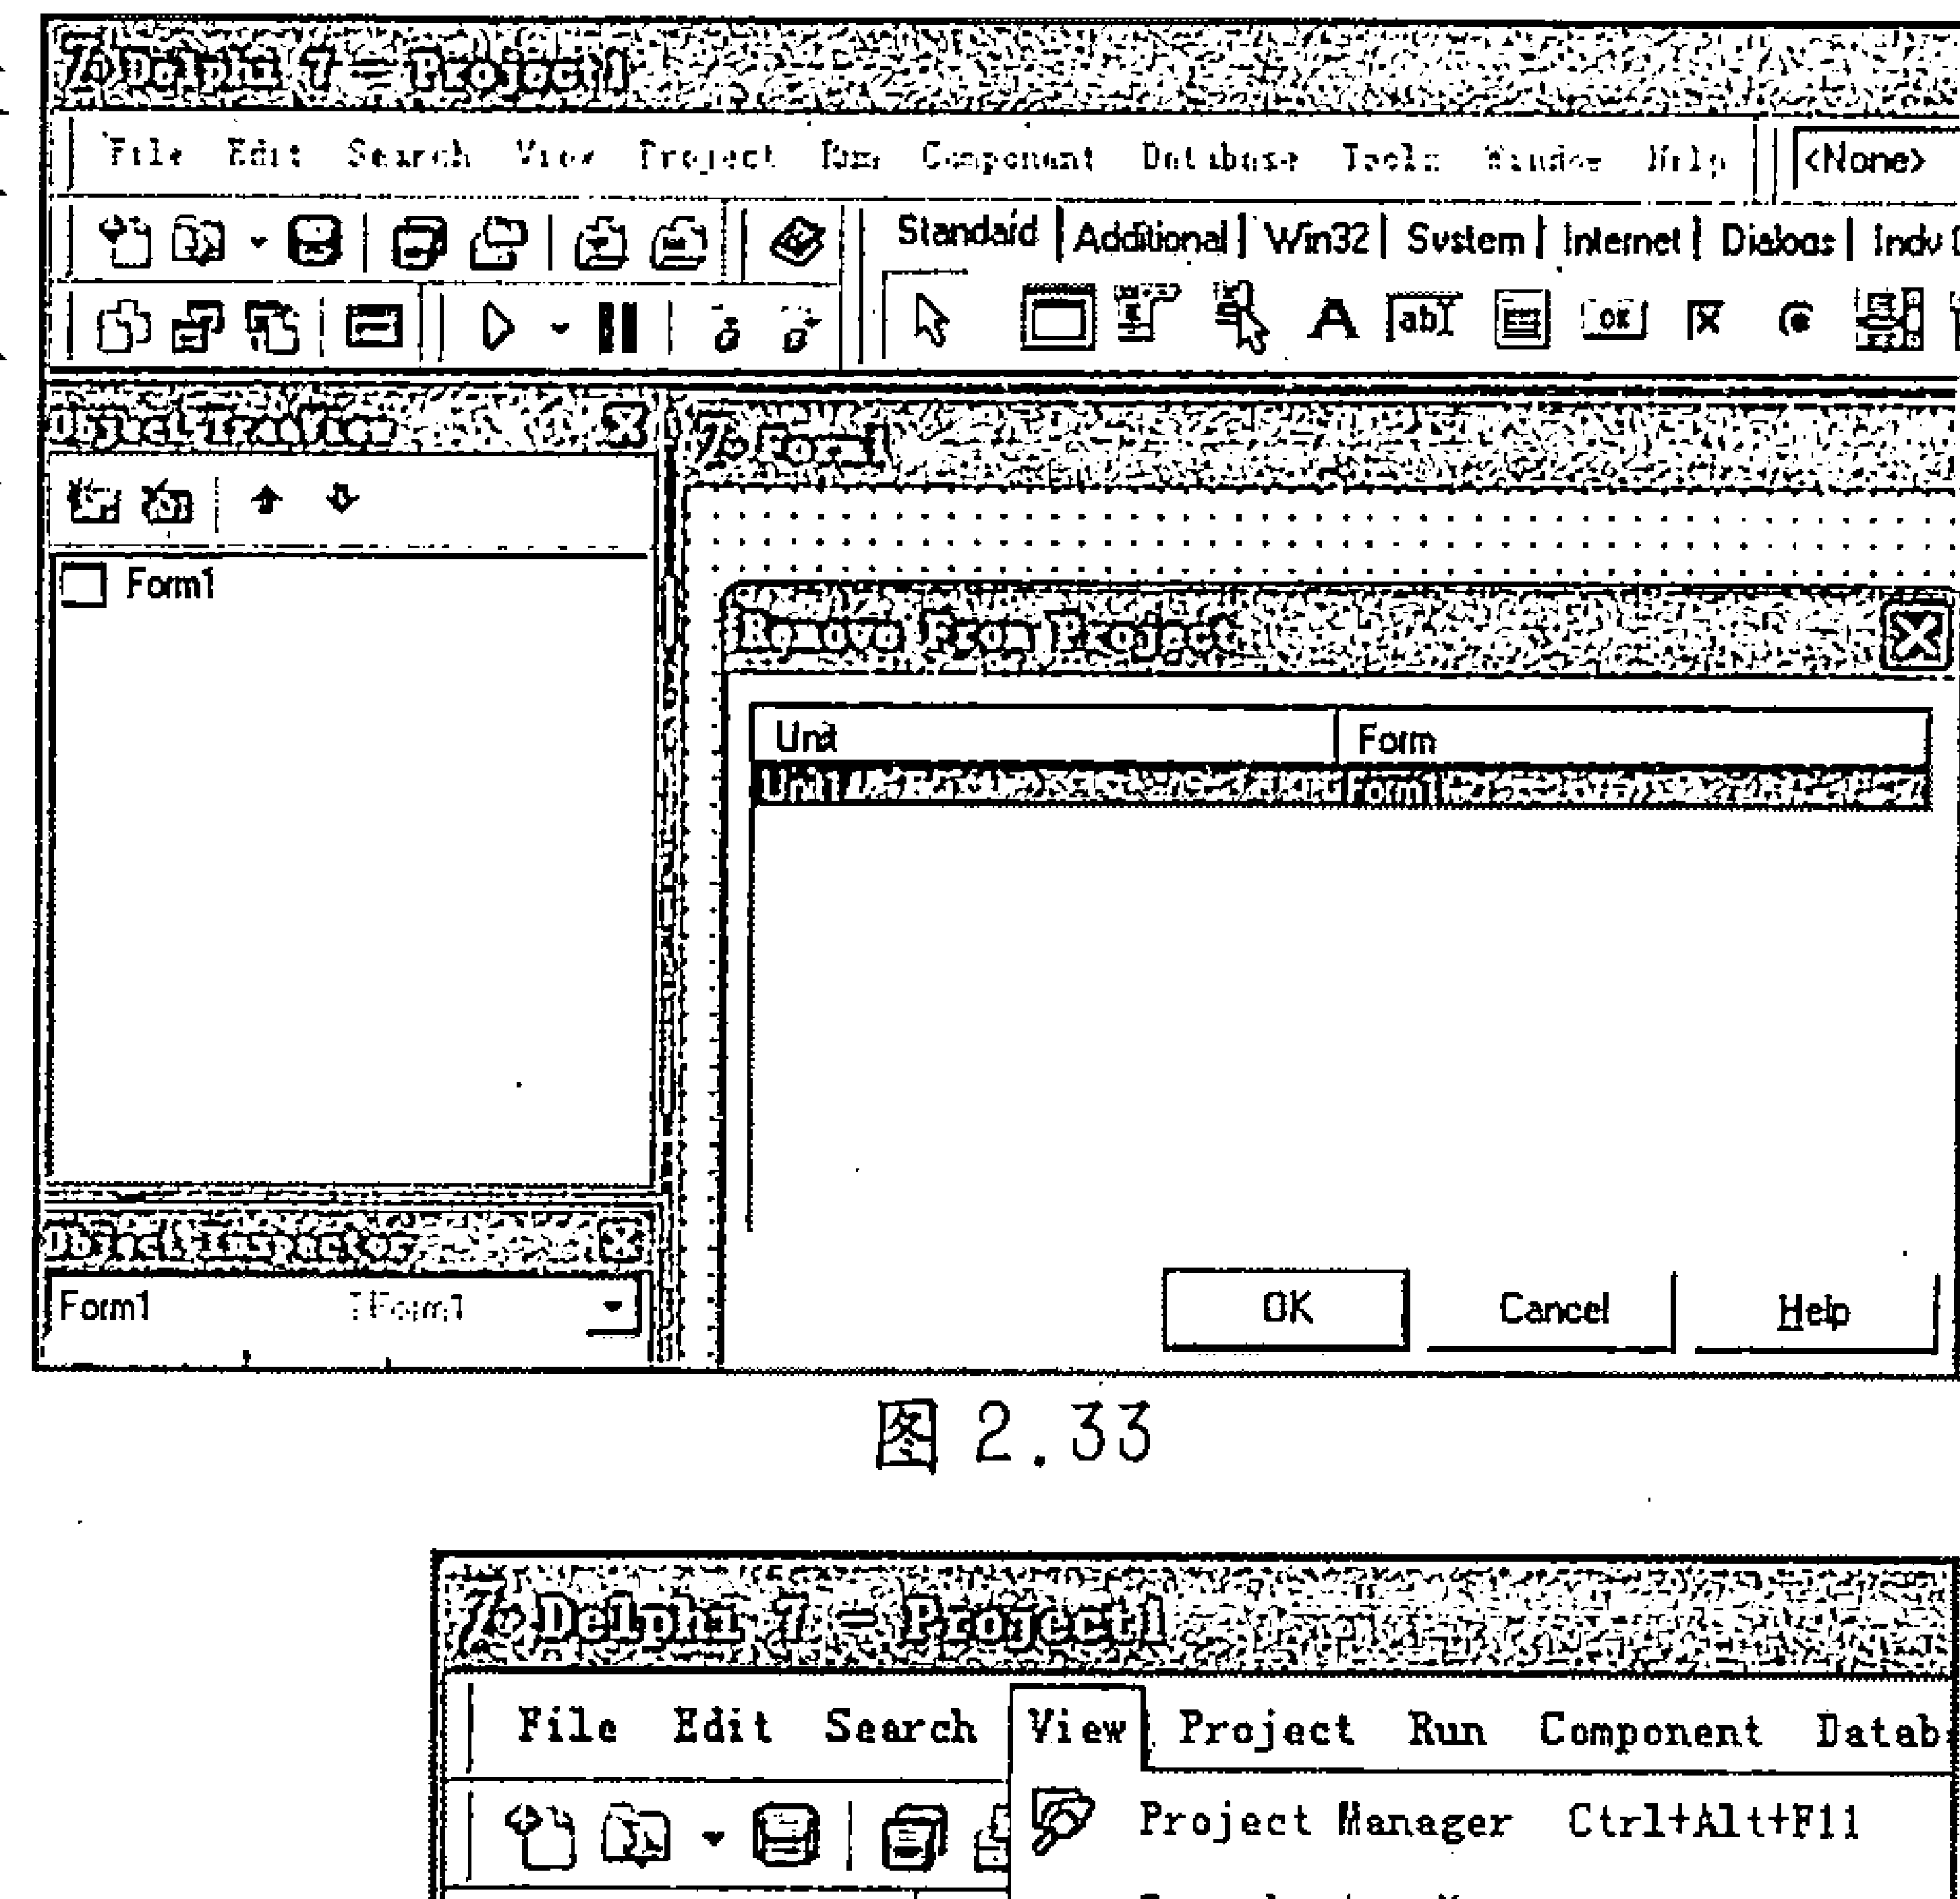 Delphi 7 - Project1
File Edit Search View Project Run Component Database Tools Window Help <None>
Standard Additional Win32 System Internet Dialogs Indy
Object TreeView
Form1
Form1
Remove From Project
Unit Form
Unit1 Form1
Object Inspector
Form1 TForm1
OK Cancel Help
图 2.33
Delphi 7 - Project1
File Edit Search View Project Run Component Datab
Project Manager Ctrl+Alt+F11